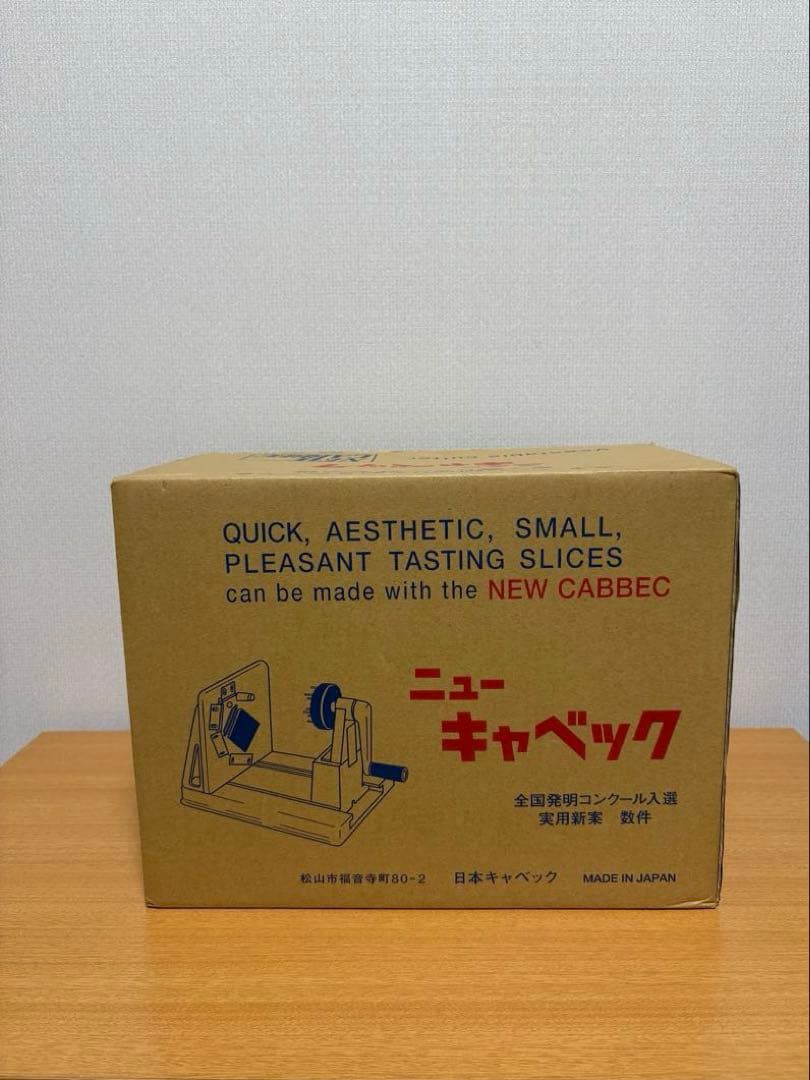 Vegetable Cutter
QUICK, AESTHETIC, SMALL,
PLEASANT TASTING SLICES
can be made with the NEW CABBEC
ニュー
キャベック
全国発明コンクール入選
実用新案 数件
松山市福音寺町80-2 日本キャベック MADE IN JAPAN